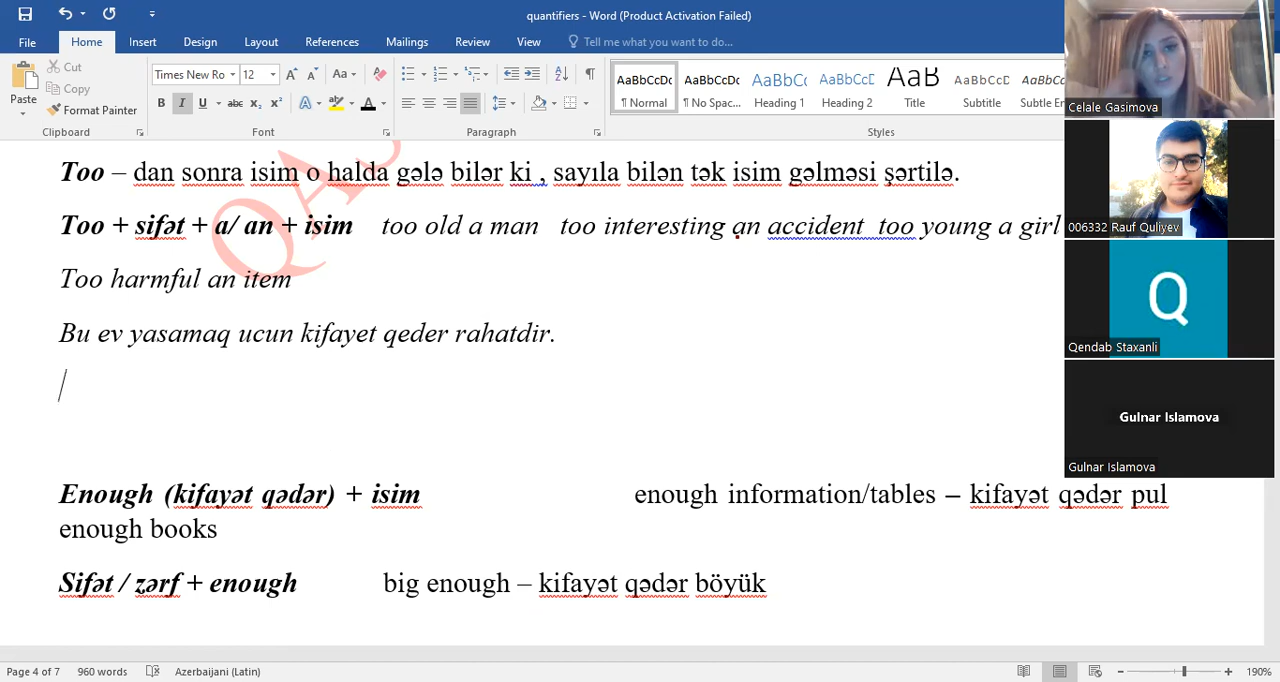 quantifiers - Word (Product Activation Failed)
File Home Insert Design Layout References Mailings Review View Tell me what you want to do...
Paste
Cut
Copy
Format Painter
Clipboard
Times New Ro 12
Font
Paragraph
AaBbCcDc AaBbCcDc AaBbCc AaBbCcD AaB AaBbCcDc AaBbCc
¶ Normal ¶ No Spac... Heading 1 Heading 2 Title Subtitle Subtle Em
Styles
Celale Gasimova
006332 Rauf Quliyev
Q
Qendab Staxanli
Gulnar Islamova
Gulnar Islamova
Too – dan sonra isim o halda gələ bilər ki , sayıla bilən tək isim gəlməsi şərtilə.
Too + sifət + a/ an + isim too old a man too interesting an accident too young a girl
Too harmful an item
Bu ev yasamaq ucun kifayet qeder rahatdir.
Enough (kifayət qədər) + isim enough information/tables – kifayət qədər pul
enough books
Sifət / zərf + enough big enough – kifayət qədər böyük
Page 4 of 7 960 words Azerbaijani (Latin) 190%